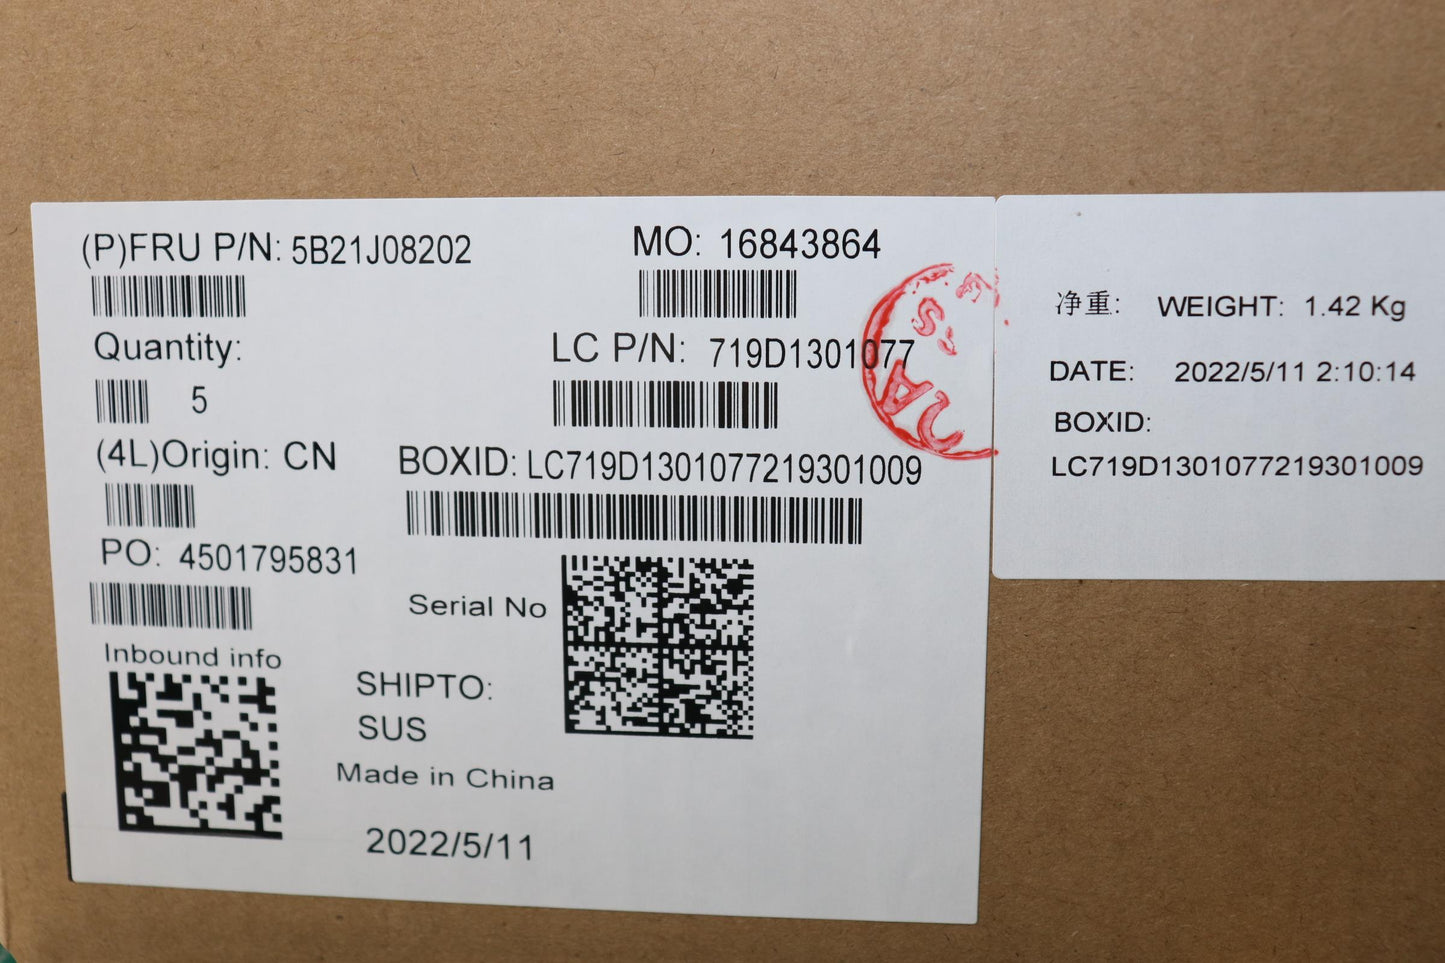 (P)FRU P/N: 5B21J08202
MO: 16843864
Quantity:
5
LC P/N: 719D1301077
(4L)Origin: CN
BOXID: LC719D1301077219301009
PO: 4501795831
Serial No
Inbound info
SHIPTO:
SUS
Made in China
2022/5/11
QA
净重: WEIGHT: 1.42 Kg
DATE: 2022/5/11 2:10:14
BOXID:
LC719D1301077219301009